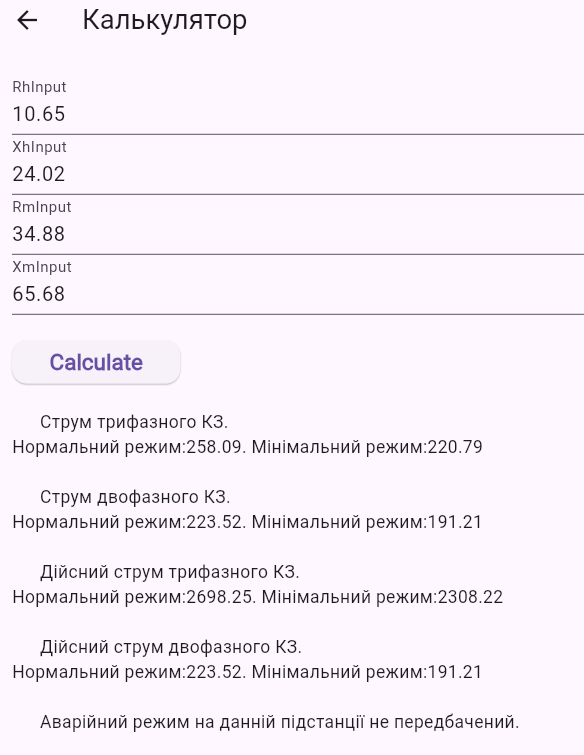 Калькулятор
RhInput
10.65
XhInput
24.02
RmInput
34.88
XmInput
65.68
Calculate
Струм трифазного КЗ.
Нормальний режим:258.09. Мінімальний режим:220.79
Струм двофазного КЗ.
Нормальний режим:223.52. Мінімальний режим:191.21
Дійсний струм трифазного КЗ.
Нормальний режим:2698.25. Мінімальний режим:2308.22
Дійсний струм двофазного КЗ.
Нормальний режим:223.52. Мінімальний режим:191.21
Аварійний режим на данній підстанції не передбачений.